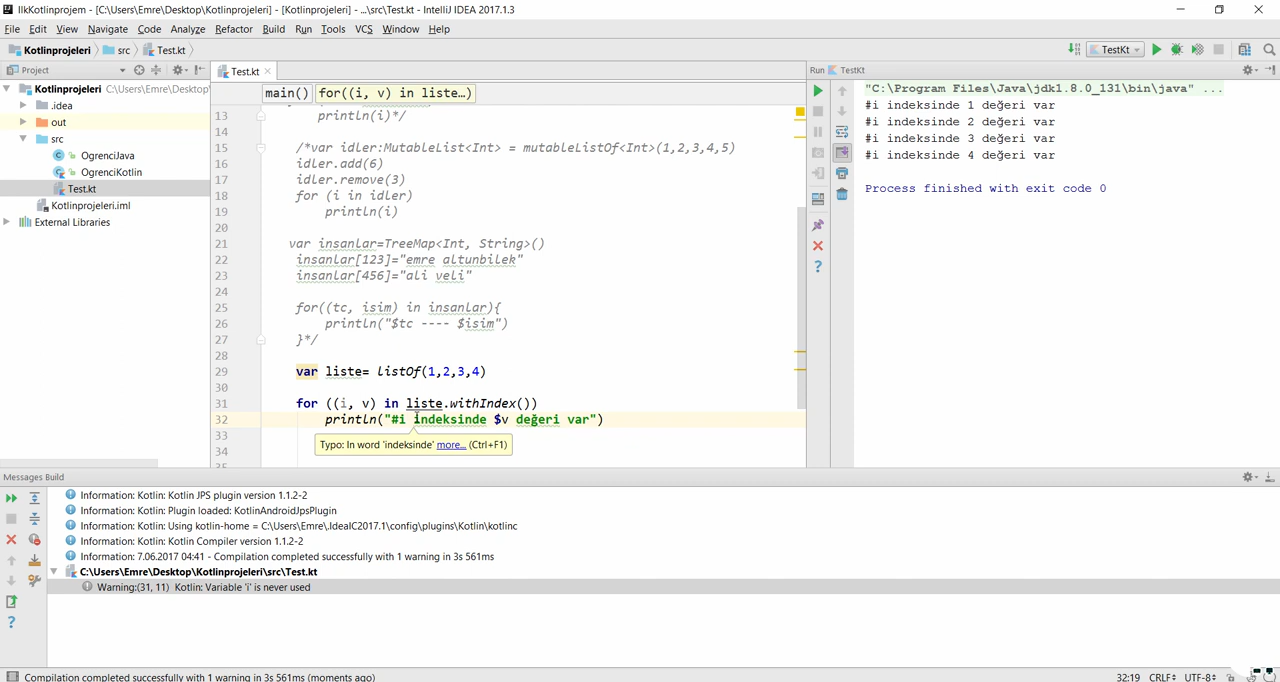 IlkKotlinprojem - [C:\Users\Emre\Desktop\Kotlinprojeleri] - [Kotlinprojeleri] - ...\src\Test.kt - IntelliJ IDEA 2017.1.3
File Edit View Navigate Code Analyze Refactor Build Run Tools VCS Window Help
Kotlinprojeleri src Test.kt
TestKt
Project
Test.kt
Run TestKt
Kotlinprojeleri C:\Users\Emre\Desktop\
.idea
out
src
OgrenciJava
OgrenciKotlin
Test.kt
Kotlinprojeleri.iml
External Libraries
main() for((i, v) in liste...)
13 println(i)*/
14
15 /*var idler:MutableList<Int> = mutableListOf<Int>(1,2,3,4,5)
16 idler.add(6)
17 idler.remove(3)
18 for (i in idler)
19 println(i)
20
21 var insanlar=TreeMap<Int, String>()
22 insanlar[123]="emre altunbilek"
23 insanlar[456]="ali veli"
24
25 for((tc, isim) in insanlar){
26 println("$tc ---- $isim")
27 }*/
28
29 var liste= listOf(1,2,3,4)
30
31 for ((i, v) in liste.withIndex())
32 println("#i indeksinde $v değeri var")
33
34
35
Typo: In word 'indeksinde' more... (Ctrl+F1)
"C:\Program Files\Java\jdk1.8.0_131\bin\java" ...
#i indeksinde 1 değeri var
#i indeksinde 2 değeri var
#i indeksinde 3 değeri var
#i indeksinde 4 değeri var
Process finished with exit code 0
Messages Build
Information: Kotlin: Kotlin JPS plugin version 1.1.2-2
Information: Kotlin: Plugin loaded: KotlinAndroidJpsPlugin
Information: Kotlin: Using kotlin-home = C:\Users\Emre\.IdeaIC2017.1\config\plugins\Kotlin\kotlinc
Information: Kotlin: Kotlin Compiler version 1.1.2-2
Information: 7.06.2017 04:41 - Compilation completed successfully with 1 warning in 3s 561ms
C:\Users\Emre\Desktop\Kotlinprojeleri\src\Test.kt
Warning:(31, 11) Kotlin: Variable 'i' is never used
Compilation completed successfully with 1 warning in 3s 561ms (moments ago)
32:19 CRLF UTF-8